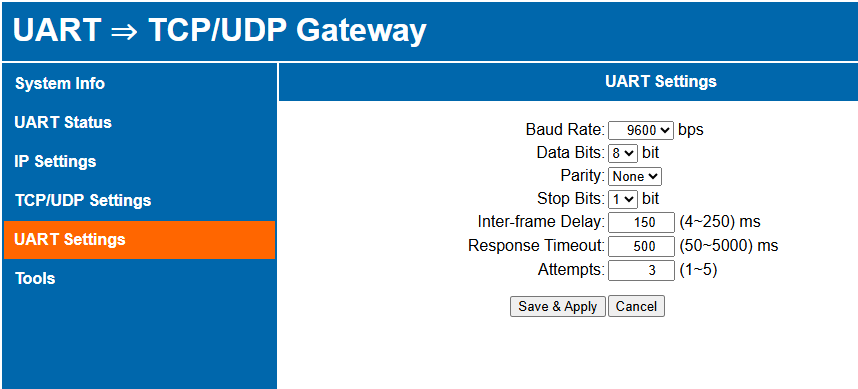 UART ⇒ TCP/UDP Gateway
System Info
UART Status
IP Settings
TCP/UDP Settings
UART Settings
Tools
UART Settings
Baud Rate: 9600 bps
Data Bits: 8 bit
Parity: None
Stop Bits: 1 bit
Inter-frame Delay: 150 (4~250) ms
Response Timeout: 500 (50~5000) ms
Attempts: 3 (1~5)
Save & Apply Cancel